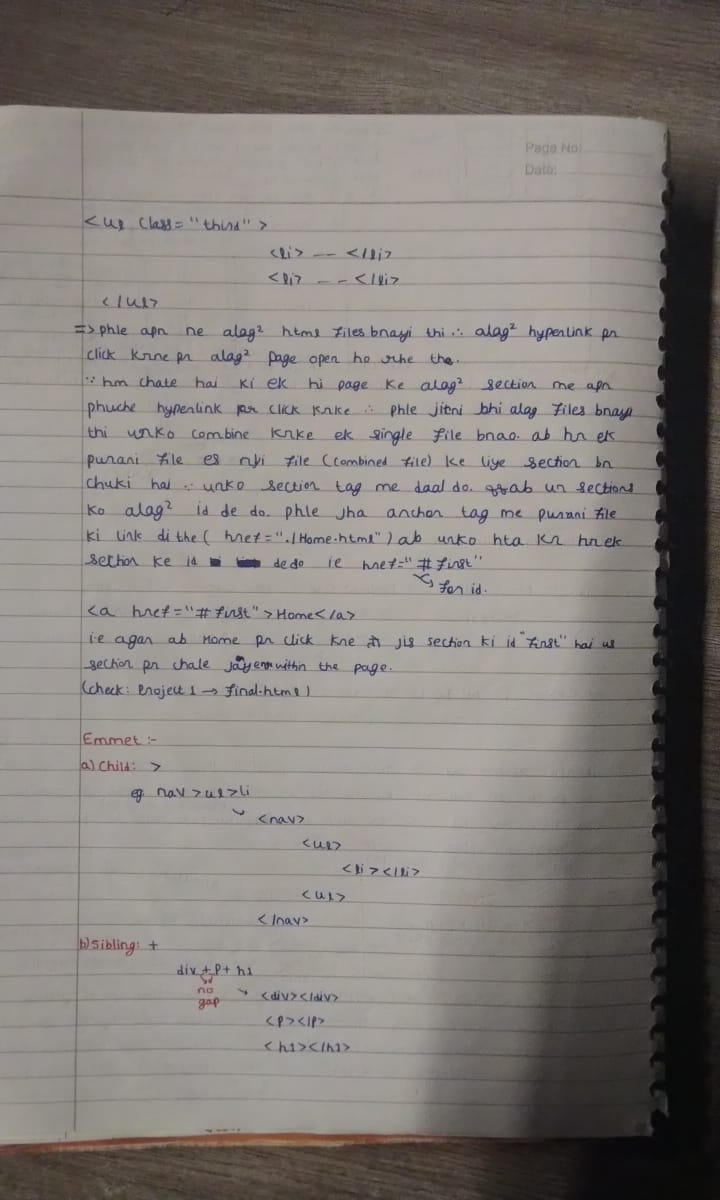 Page No:
Date:
<ul class="third">
<li> -- </li>
<li> -- </li>
</ul>
=> phle apn ne alag² html files bnayi thi ∴ alag² hyperlink pr
click krne pr alag² page open ho rhe the.
∵ hm chate hai ki ek hi page ke alag² section me apn
phuche hyperlink pr click krke ∴ phle jitni bhi alag files bnayi
thi unko combine krke ek single file bnao. ab hr ek
purani file es nyi file (combined file) ke liye section bn
chuki hai ∴ unko section tag me daal do. ab un sections
ko alag² id de do. phle jha anchor tag me purani file
ki link di the ( href="./Home.html") ab unko hta kr hr ek
section ke id dedo ie href="#first"
for id.
<a href="#first">Home</a>
i.e agar ab Home pr click kre to jis section ki id "first" hai us
section pr chale jayenge within the page.
(check: Project 1 → final.html)
Emmet :-
a) Child: >
eg nav>ul>li
<nav>
<ul>
<li></li>
<ul>
</nav>
b) Sibling: +
div+p+h1
no
gap
<div></div>
<p></p>
<h1></h1>